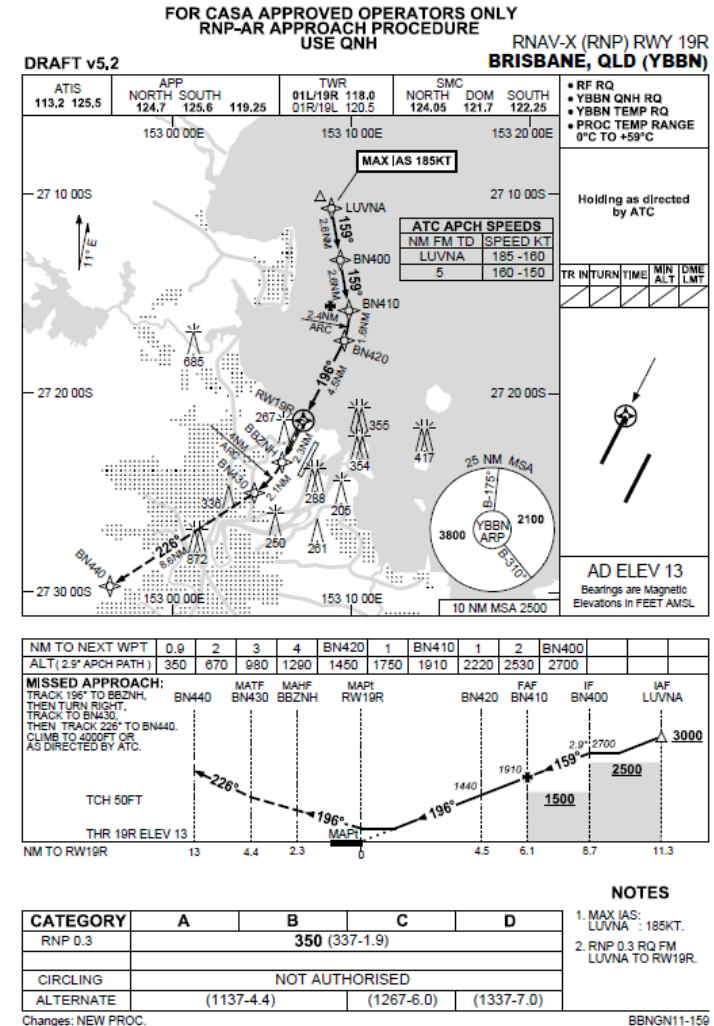 FOR CASA APPROVED OPERATORS ONLY
RNP-AR APPROACH PROCEDURE
USE QNH
RNAV-X (RNP) RWY 19R
DRAFT v5.2
BRISBANE, QLD (YBBN)
ATIS
113.2 125.5
APP
NORTH SOUTH
124.7 125.6 119.25
TWR
01L/19R 118.0
01R/19L 120.5
SMC
NORTH DOM SOUTH
124.05 121.7 122.25
• RF RQ
• YBBN QNH RQ
• YBBN TEMP RQ
• PROC TEMP RANGE
0°C TO +59°C
153 00 00E
153 10 00E
153 20 00E
MAX IAS 185KT
27 10 00S
27 10 00S
Holding as directed
by ATC
LUVNA
11° E
159°
2.6NM
ATC APCH SPEEDS
NM FM TD SPEED KT
LUVNA 185 -160
5 160 -150
BN400
159°
2.6NM
TR IN TURN TIME MIN ALT DME LMT
BN410
2.4NM
ARC
1.6NM
BN420
685
196°
4.5NM
27 20 00S
27 20 00S
RW19R
267
355
BBZNH
354
417
4NM
ARC
2.3NM
BN430
2.1NM
25 NM MSA
288
336
205
B-175°
3800
YBBN
ARP
2100
B-310°
250
261
226°
8.6NM
872
BN440
27 30 00S
153 00 00E
153 10 00E
10 NM MSA 2500
AD ELEV 13
Bearings are Magnetic
Elevations in FEET AMSL
NM TO NEXT WPT 0.9 2 3 4 BN420 1 BN410 1 2 BN400
ALT( 2.9° APCH PATH ) 350 670 980 1290 1450 1750 1910 2220 2530 2700
MISSED APPROACH:
TRACK 196° TO BBZNH,
THEN TURN RIGHT,
TRACK TO BN430,
THEN TRACK 226° TO BN440.
CLIMB TO 4000FT OR
AS DIRECTED BY ATC.
BN440
MATF
BN430
MAHF
BBZNH
MAPt
RW19R
BN420
FAF
BN410
IF
BN400
IAF
LUVNA
3000
2.9° 2700
2500
1910
159°
1500
1440
226°
196°
196°
TCH 50FT
THR 19R ELEV 13
MAPt
NM TO RW19R 13 4.4 2.3 0 4.5 6.1 8.7 11.3
NOTES
1. MAX IAS:
LUVNA : 185KT.
2. RNP 0.3 RQ FM
LUVNA TO RW19R.
CATEGORY A B C D
RNP 0.3 350 (337-1.9)
CIRCLING NOT AUTHORISED
ALTERNATE (1137-4.4) (1267-6.0) (1337-7.0)
Changes: NEW PROC.
BBNGN11-159